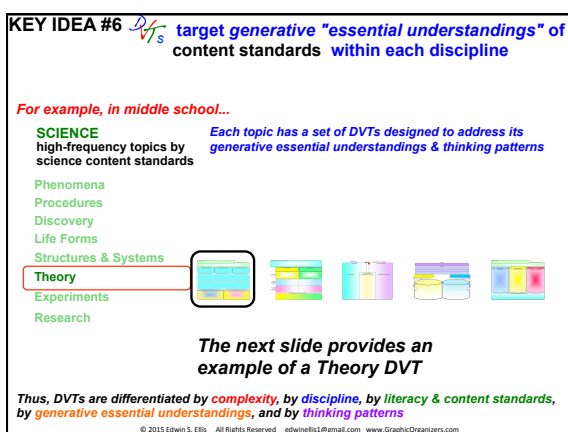 KEY IDEA #6 DVTs target generative "essential understandings" of
content standards within each discipline
For example, in middle school...
SCIENCE
high-frequency topics by
science content standards
Each topic has a set of DVTs designed to address its
generative essential understandings & thinking patterns
Phenomena
Procedures
Discovery
Life Forms
Structures & Systems
Theory
Experiments
Research
The next slide provides an
example of a Theory DVT
Thus, DVTs are differentiated by complexity, by discipline, by literacy & content standards,
by generative essential understandings, and by thinking patterns
© 2015 Edwin S. Ellis All Rights Reserved edwinellis1@gmail.com www.GraphicOrganizers.com